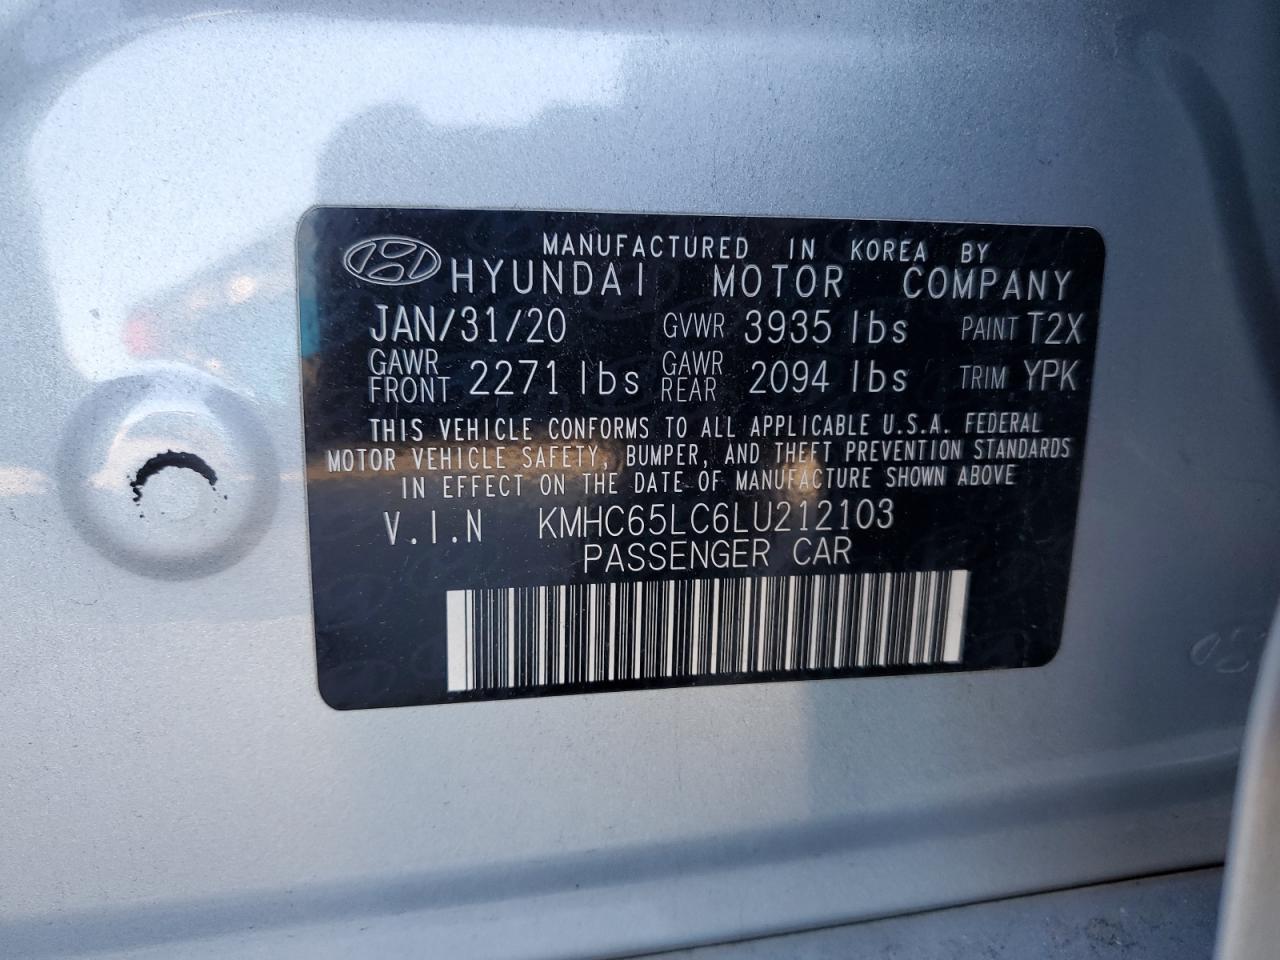 MANUFACTURED IN KOREA BY
HYUNDAI MOTOR COMPANY
JAN/31/20 GVWR 3935 lbs PAINT T2X
GAWR FRONT 2271 lbs GAWR REAR 2094 lbs TRIM YPK
THIS VEHICLE CONFORMS TO ALL APPLICABLE U.S.A. FEDERAL
MOTOR VEHICLE SAFETY, BUMPER, AND THEFT PREVENTION STANDARDS
IN EFFECT ON THE DATE OF MANUFACTURE SHOWN ABOVE
V.I.N KMHC65LC6LU212103
PASSENGER CAR